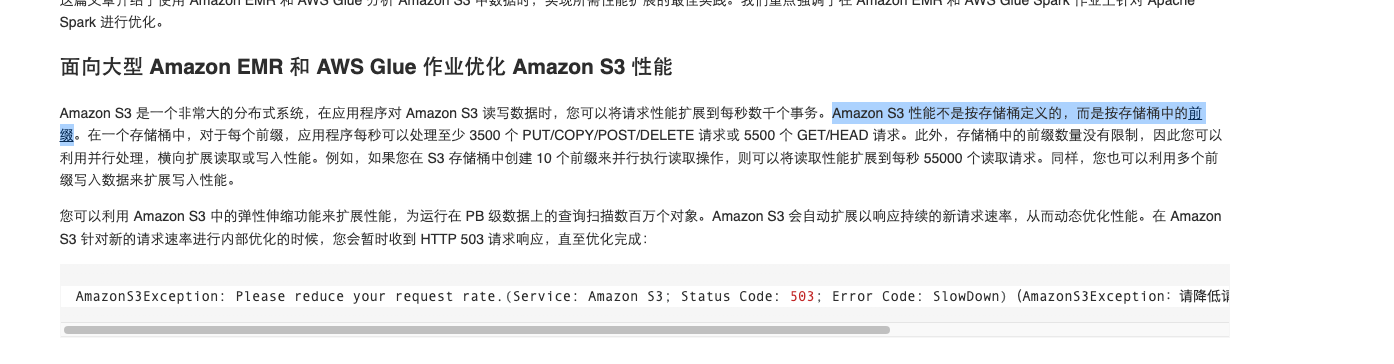 这篇文章介绍了使用 Amazon EMR 和 AWS Glue 分析 Amazon S3 中数据时，实现所需性能扩展的最佳实践。我们重点强调了在 Amazon EMR 和 AWS Glue Spark 作业上针对 Apache
Spark 进行优化。
面向大型 Amazon EMR 和 AWS Glue 作业优化 Amazon S3 性能
Amazon S3 是一个非常大的分布式系统，在应用程序对 Amazon S3 读写数据时，您可以将请求性能扩展到每秒数千个事务。Amazon S3 性能不是按存储桶定义的，而是按存储桶中的前
缀。在一个存储桶中，对于每个前缀，应用程序每秒可以处理至少 3500 个 PUT/COPY/POST/DELETE 请求或 5500 个 GET/HEAD 请求。此外，存储桶中的前缀数量没有限制，因此您可以
利用并行处理，横向扩展读取或写入性能。例如，如果您在 S3 存储桶中创建 10 个前缀来并行执行读取操作，则可以将读取性能扩展到每秒 55000 个读取请求。同样，您也可以利用多个前
缀写入数据来扩展写入性能。
您可以利用 Amazon S3 中的弹性伸缩功能来扩展性能，为运行在 PB 级数据上的查询扫描数百万个对象。Amazon S3 会自动扩展以响应持续的新请求速率，从而动态优化性能。在 Amazon
S3 针对新的请求速率进行内部优化的时候，您会暂时收到 HTTP 503 请求响应，直至优化完成：
AmazonS3Exception: Please reduce your request rate.(Service: Amazon S3; Status Code: 503; Error Code: SlowDown)（AmazonS3Exception：请降低请